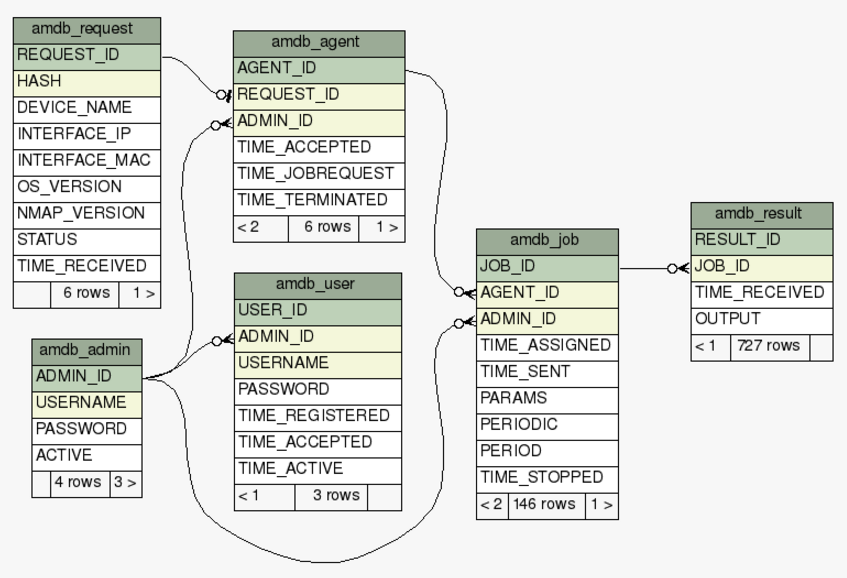 amdb_request
REQUEST_ID
HASH
DEVICE_NAME
INTERFACE_IP
INTERFACE_MAC
OS_VERSION
NMAP_VERSION
STATUS
TIME_RECEIVED
6 rows 1 >
amdb_agent
AGENT_ID
REQUEST_ID
ADMIN_ID
TIME_ACCEPTED
TIME_JOBREQUEST
TIME_TERMINATED
< 2 6 rows 1 >
amdb_admin
ADMIN_ID
USERNAME
PASSWORD
ACTIVE
4 rows 3 >
amdb_user
USER_ID
ADMIN_ID
USERNAME
PASSWORD
TIME_REGISTERED
TIME_ACCEPTED
TIME_ACTIVE
< 1 3 rows
amdb_job
JOB_ID
AGENT_ID
ADMIN_ID
TIME_ASSIGNED
TIME_SENT
PARAMS
PERIODIC
PERIOD
TIME_STOPPED
< 2 146 rows 1 >
amdb_result
RESULT_ID
JOB_ID
TIME_RECEIVED
OUTPUT
< 1 727 rows